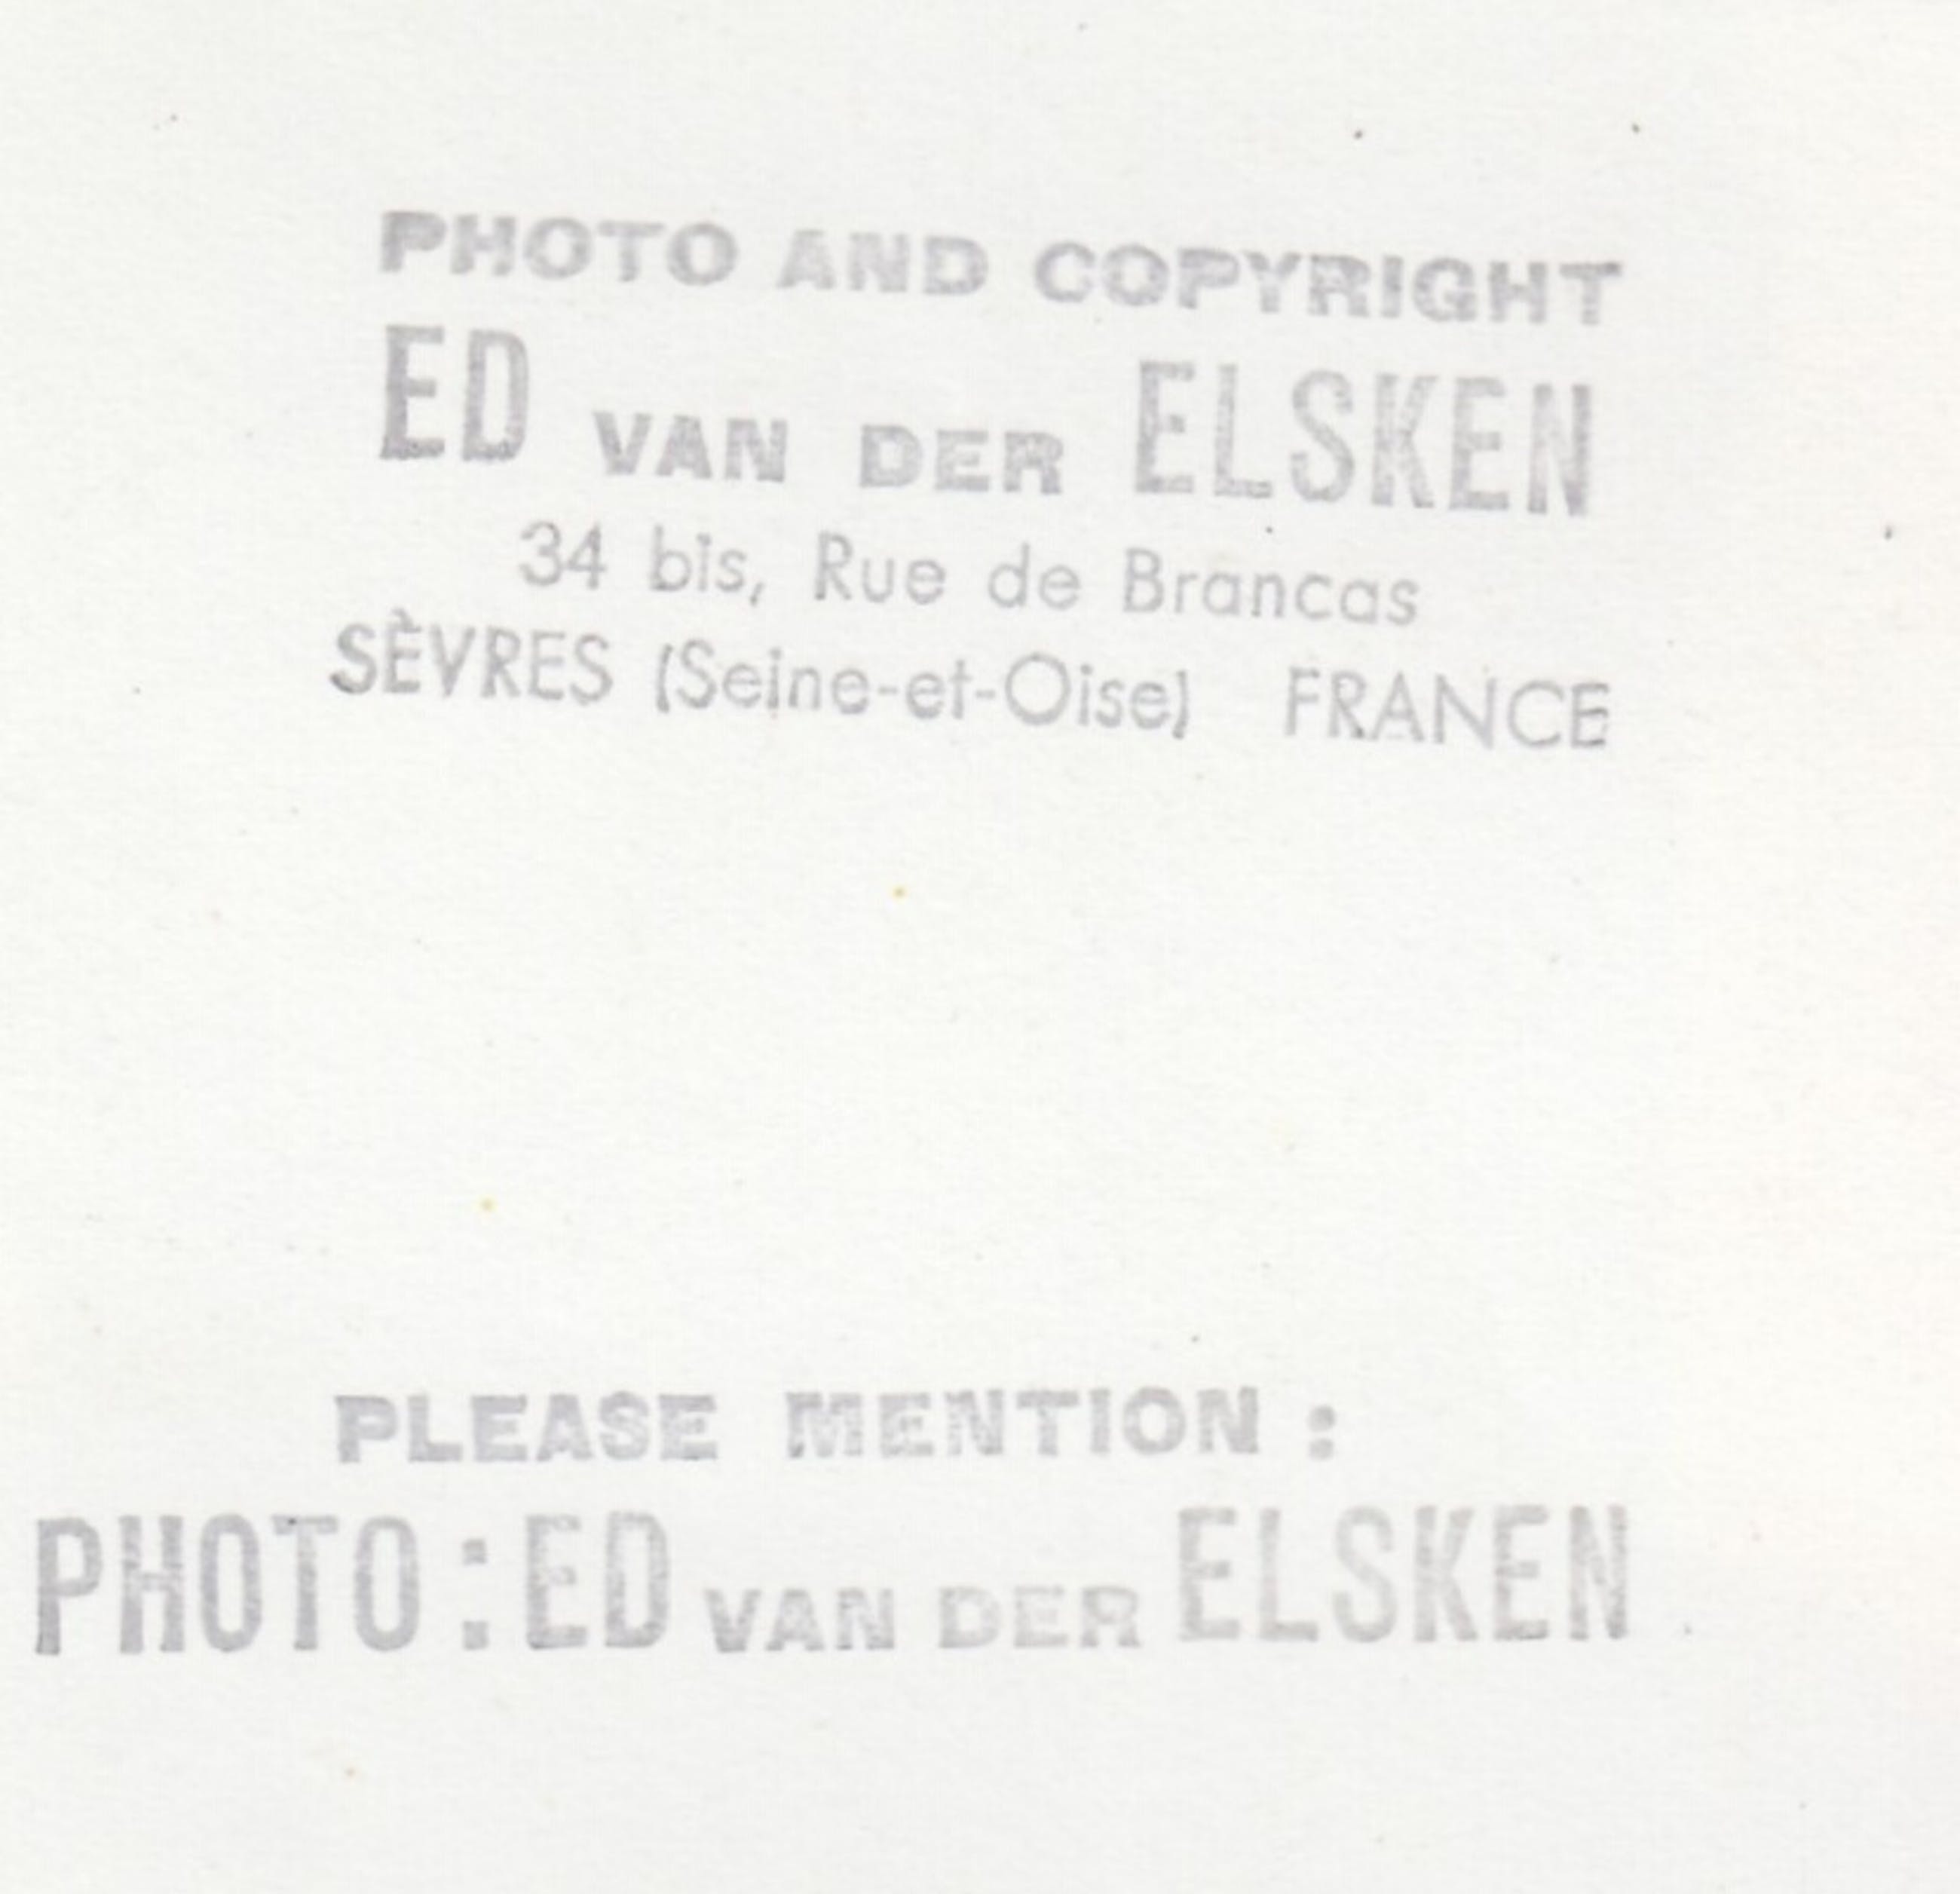 PHOTO AND COPYRIGHT
ED VAN DER ELSKEN
34 bis, Rue de Brancas
SÈVRES (Seine-et-Oise) FRANCE
PLEASE MENTION :
PHOTO : ED VAN DER ELSKEN